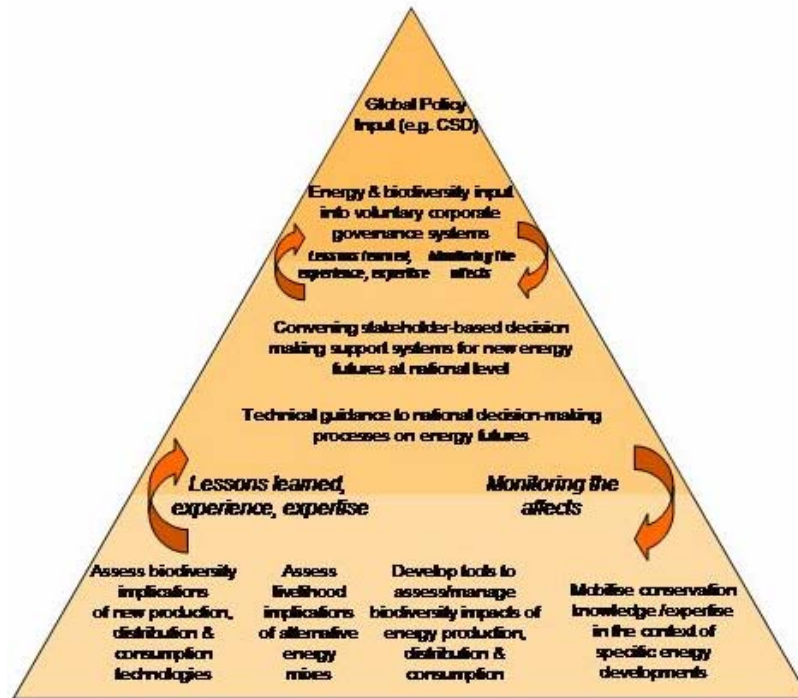 Global Policy
Input (e.g. CSD)
Energy & biodiversity input
into voluntary corporate
governance systems
Lessons learned,
experience, expertise
Monitoring the
affects
Convening stakeholder-based decision
making support systems for new energy
futures at national level
Technical guidance to national decision-making
processes on energy futures
Lessons learned,
experience, expertise
Monitoring the
affects
Assess biodiversity
implications
of new production,
distribution &
consumption
technologies
Assess
livelihood
implications
of alternative
energy
mixes
Develop tools to
assess/manage
biodiversity impacts of
energy production,
distribution &
consumption
Mobilise conservation
knowledge /expertise
in the context of
specific energy
developments